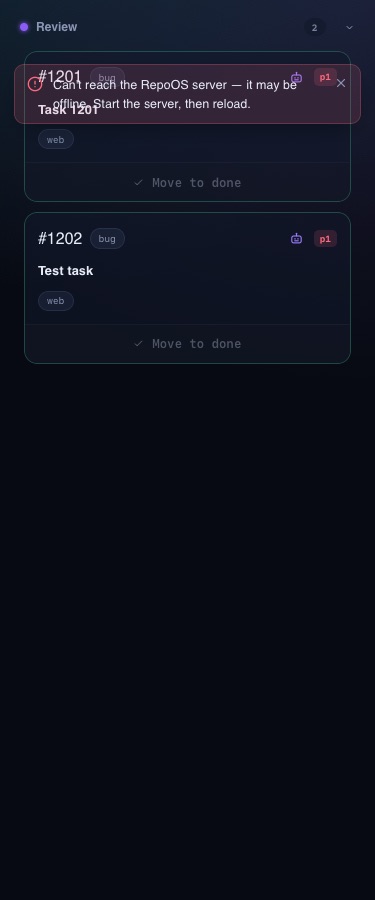 Review 2
#1201 bug p1
Can't reach the RepoOS server — it may be
offline. Start the server, then reload.
Task 1201
web
Move to done
#1202 bug p1
Test task
web
Move to done